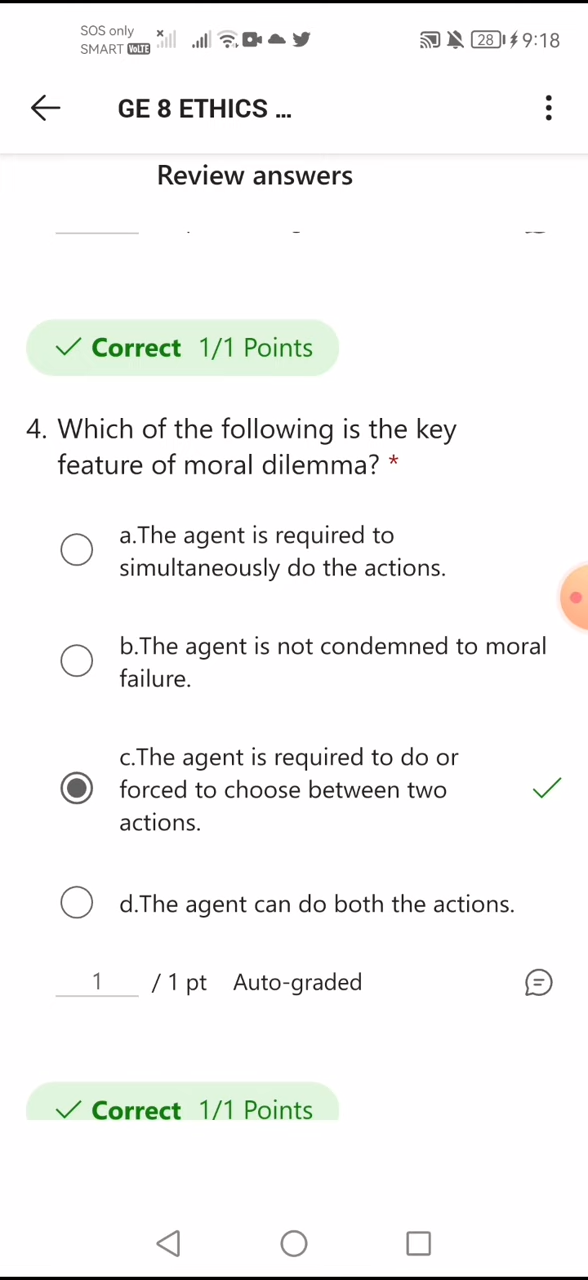 SOS only
SMART VoLTE
28 9:18
GE 8 ETHICS ...
Review answers
Correct 1/1 Points
4. Which of the following is the key
feature of moral dilemma? *
a.The agent is required to
simultaneously do the actions.
b.The agent is not condemned to moral
failure.
c.The agent is required to do or
forced to choose between two
actions.
d.The agent can do both the actions.
1 / 1 pt Auto-graded
Correct 1/1 Points